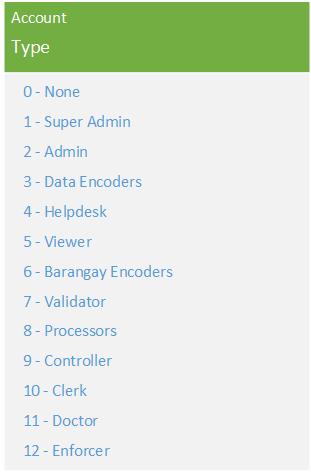 Account
Type
0 - None
1 - Super Admin
2 - Admin
3 - Data Encoders
4 - Helpdesk
5 - Viewer
6 - Barangay Encoders
7 - Validator
8 - Processors
9 - Controller
10 - Clerk
11 - Doctor
12 - Enforcer